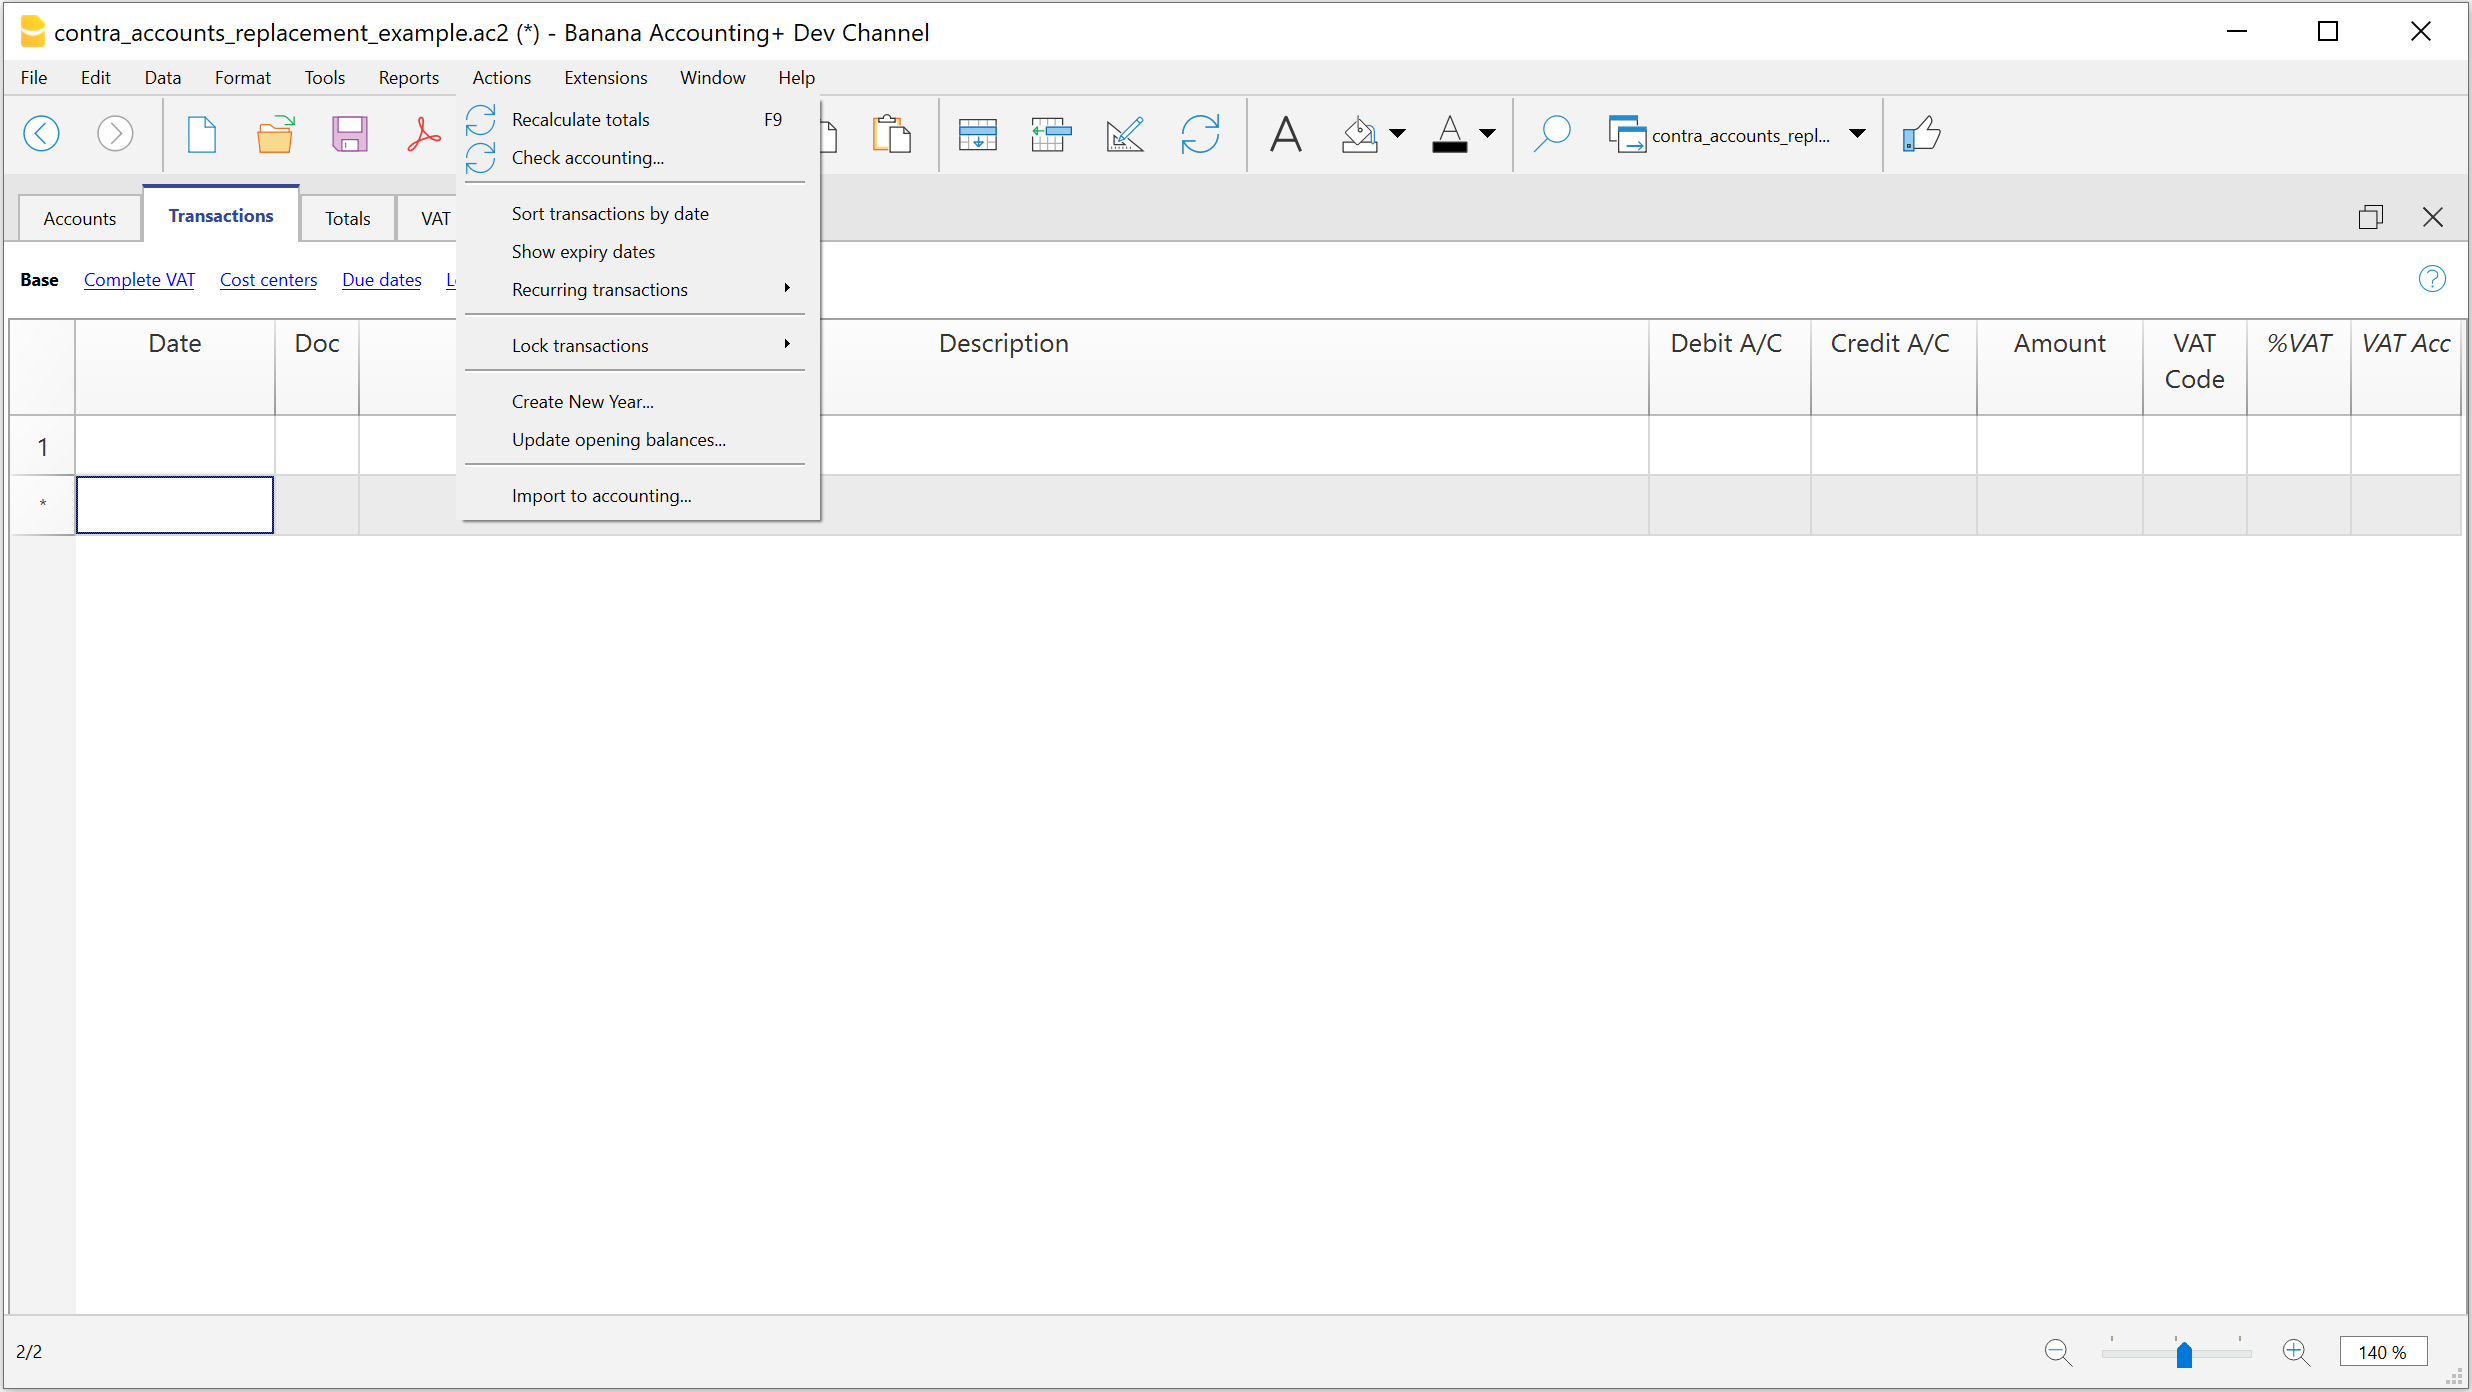 contra_accounts_replacement_example.ac2 (*) - Banana Accounting+ Dev Channel
File Edit Data Format Tools Reports Actions Extensions Window Help
Recalculate totals F9
Check accounting...
contra_accounts_repl...
Sort transactions by date
Show expiry dates
Recurring transactions
Lock transactions
Create New Year...
Update opening balances...
Import to accounting...
Accounts Transactions Totals VAT
Base Complete VAT Cost centers Due dates
Date Doc Description Debit A/C Credit A/C Amount VAT Code %VAT VAT Acc
1
*
2/2
140 %